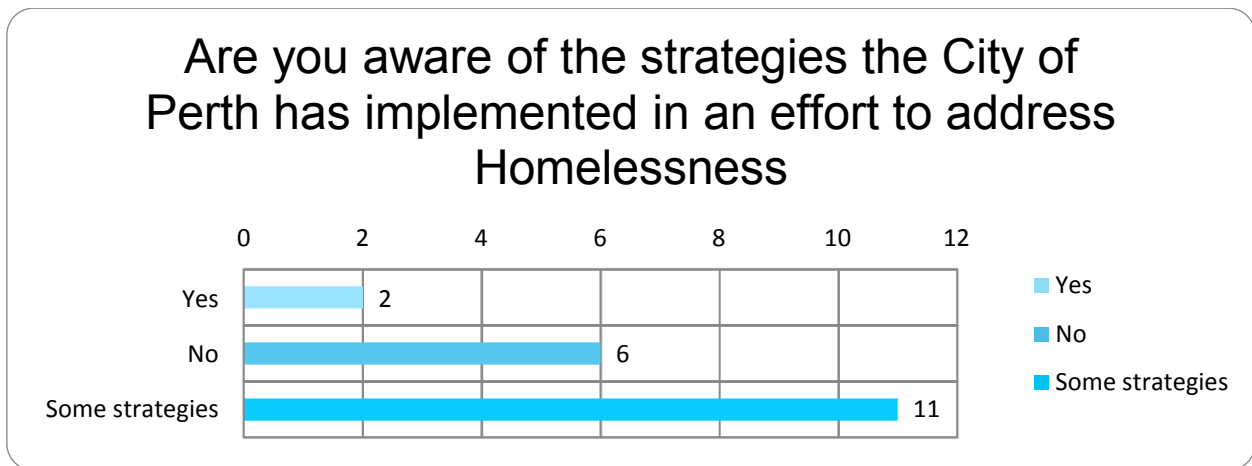 Are you aware of the strategies the City of
Perth has implemented in an effort to address
Homelessness
0 2 4 6 8 10 12
Yes 2
No 6
Some strategies 11
Yes
No
Some strategies